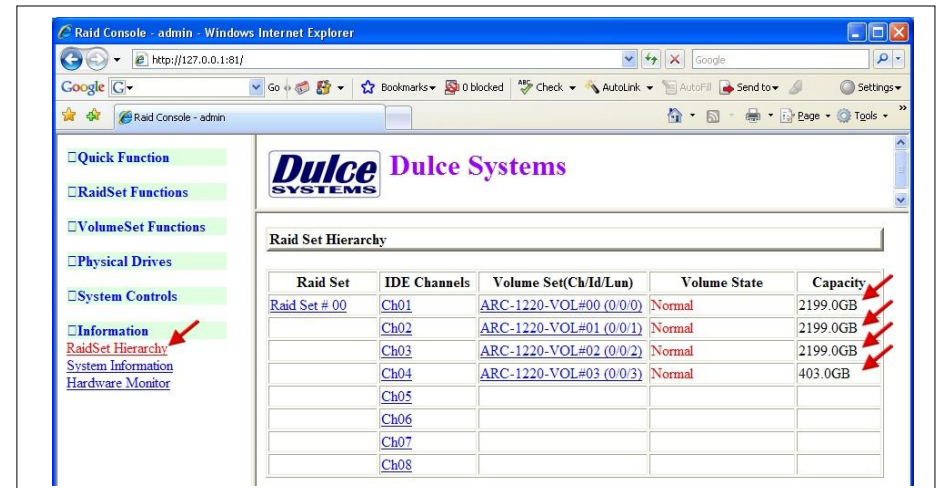 Raid Console - admin - Windows Internet Explorer
http://127.0.0.1:81/
Google
Google G Go Bookmarks 0 blocked ABC Check AutoLink AutoFill Send to Settings
Raid Console - admin
Page Tools »
Quick Function
RaidSet Functions
VolumeSet Functions
Physical Drives
System Controls
Information
RaidSet Hierarchy
System Information
Hardware Monitor
Dulce SYSTEMS
Dulce Systems
Raid Set Hierarchy
Raid Set IDE Channels Volume Set(Ch/Id/Lun) Volume State Capacity
Raid Set # 00 Ch01 ARC-1220-VOL#00 (0/0/0) Normal 2199.0GB
Ch02 ARC-1220-VOL#01 (0/0/1) Normal 2199.0GB
Ch03 ARC-1220-VOL#02 (0/0/2) Normal 2199.0GB
Ch04 ARC-1220-VOL#03 (0/0/3) Normal 403.0GB
Ch05
Ch06
Ch07
Ch08